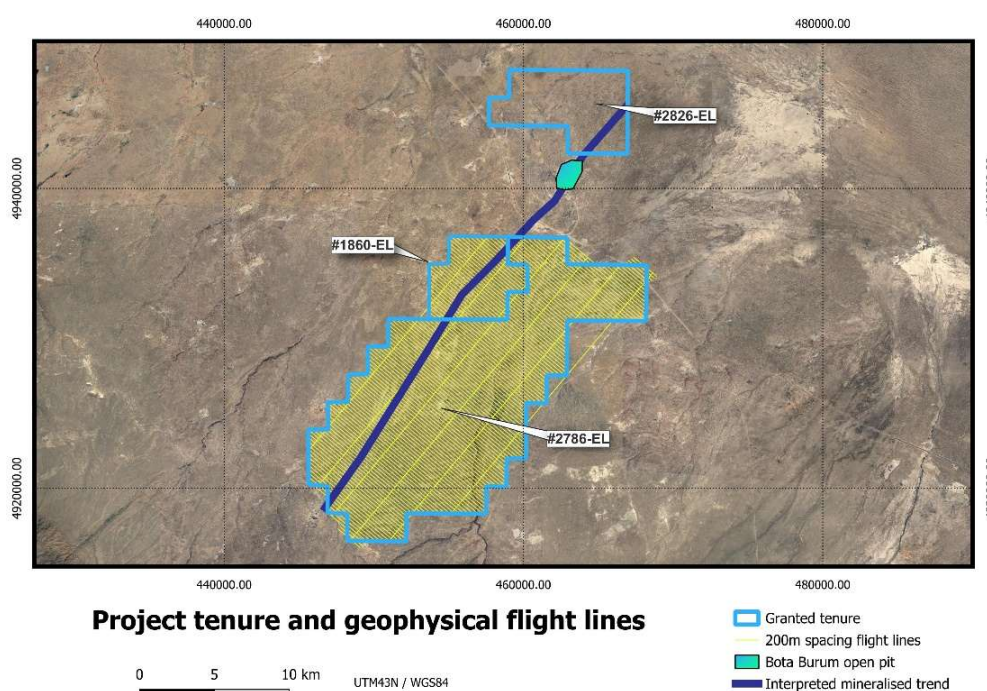 440000.00 460000.00 480000.00
#2826-EL
4940000.00
#1860-EL
#2786-EL
4920000.00
440000.00 460000.00 480000.00
Project tenure and geophysical flight lines
0 5 10 km
UTM43N / WGS84
Granted tenure
200m spacing flight lines
Bota Burum open pit
Interpreted mineralised trend